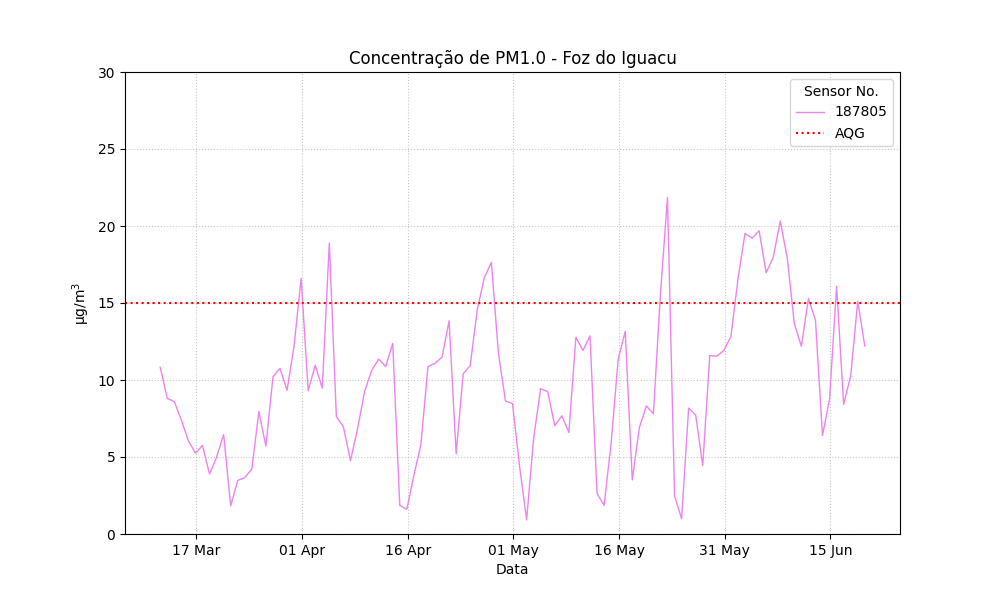 Concentração de PM1.0 - Foz do Iguacu
30
25
20
15
10
5
0
µg/m³
Sensor No.
187805
AQG
17 Mar
01 Apr
16 Apr
01 May
16 May
31 May
15 Jun
Data